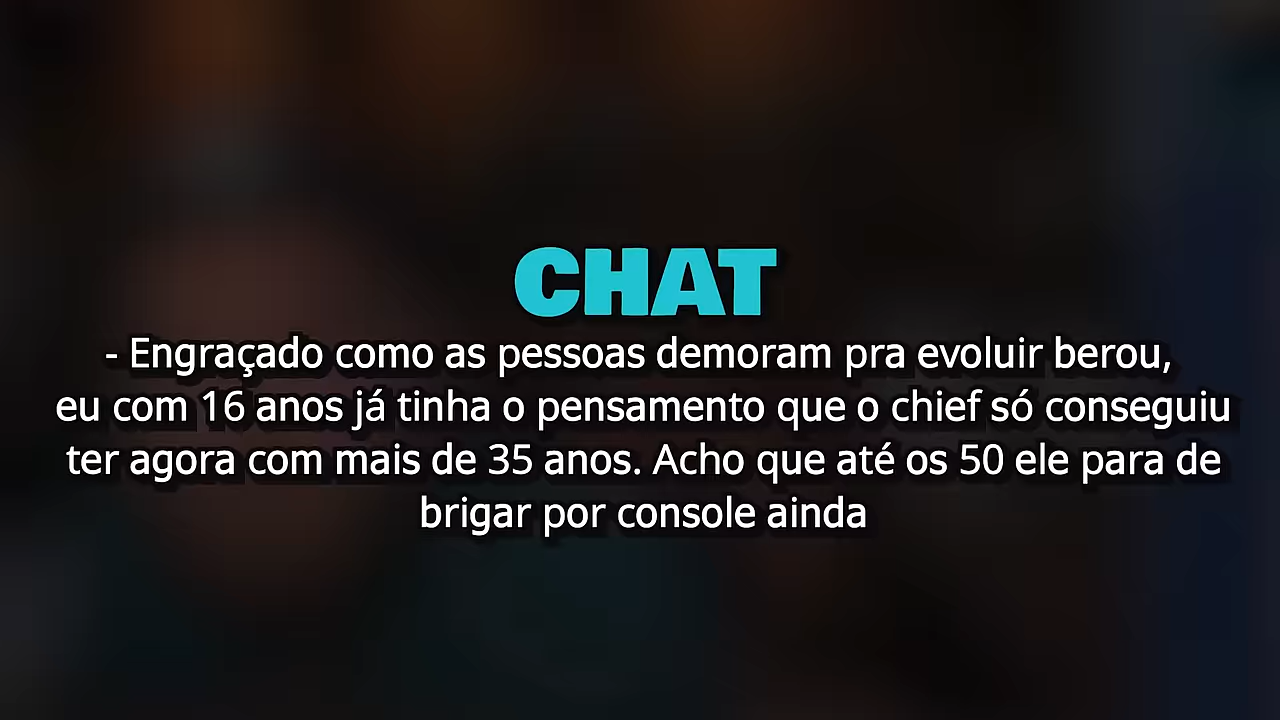 CHAT
- Engraçado como as pessoas demoram pra evoluir berou,
eu com 16 anos já tinha o pensamento que o chief só conseguiu
ter agora com mais de 35 anos. Acho que até os 50 ele para de
brigar por console ainda